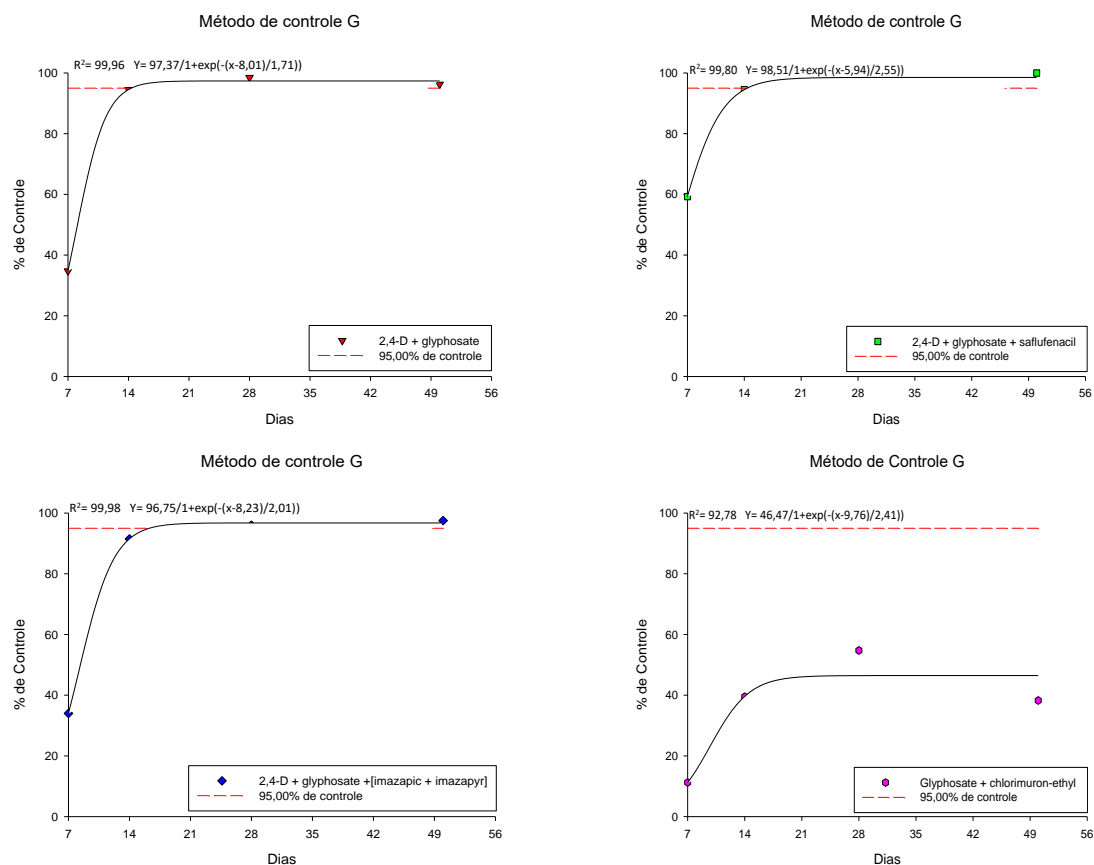 Método de controle G
R²= 99,96 Y= 97,37/1+exp(-(x-8,01)/1,71))
100
80
60
40
20
0
% de Controle
2,4-D + glyphosate
95,00% de controle
7 14 21 28 35 42 49 56
Dias
Método de controle G
R²= 99,80 Y= 98,51/1+exp(-(x-5,94)/2,55))
100
80
60
40
20
0
% de Controle
2,4-D + glyphosate + saflufenacil
95,00% de controle
7 14 21 28 35 42 49 56
Dias
Método de controle G
R²= 99,98 Y= 96,75/1+exp(-(x-8,23)/2,01))
100
80
60
40
20
0
% de Controle
2,4-D + glyphosate +[imazapic + imazapyr]
95,00% de controle
7 14 21 28 35 42 49 56
Dias
Método de Controle G
R²= 92,78 Y= 46,47/1+exp(-(x-9,76)/2,41))
100
80
60
40
20
0
% de Controle
Glyphosate + chlorimuron-ethyl
95,00% de controle
7 14 21 28 35 42 49 56
Dias